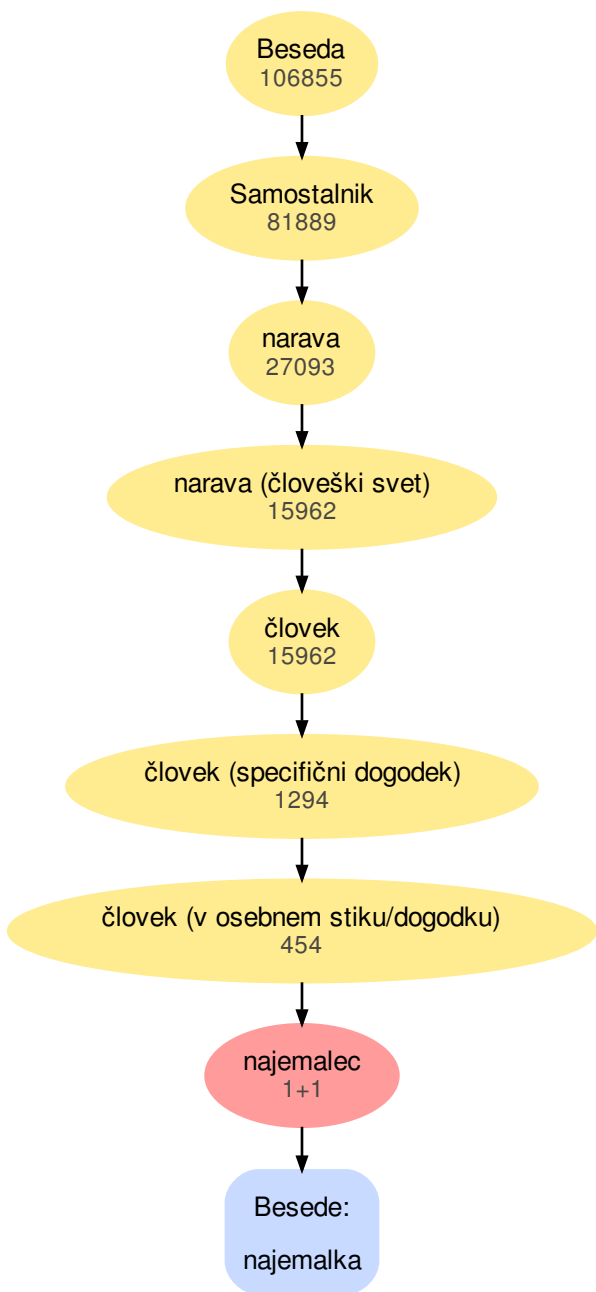 Beseda
106855
Samostalnik
81889
narava
27093
narava (človeški svet)
15962
človek
15962
človek (specifični dogodek)
1294
človek (v osebnem stiku/dogodku)
454
najemalec
1+1
Besede:
najemalka